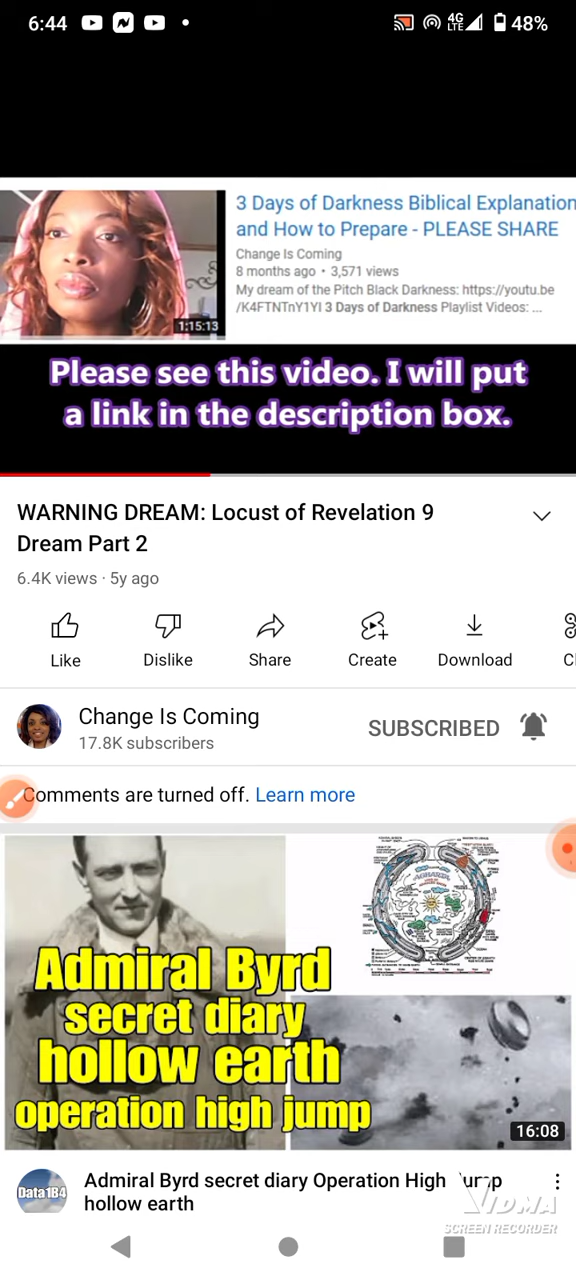 6:44
4G
LTE
48%
3 Days of Darkness Biblical Explanation
and How to Prepare - PLEASE SHARE
Change Is Coming
8 months ago • 3,571 views
My dream of the Pitch Black Darkness: https://youtu.be
/K4FTNTnY1YI 3 Days of Darkness Playlist Videos: ...
1:15:13
Please see this video. I will put
a link in the description box.
WARNING DREAM: Locust of Revelation 9
Dream Part 2
6.4K views · 5y ago
Like
Dislike
Share
Create
Download
Change Is Coming
17.8K subscribers
SUBSCRIBED
Comments are turned off. Learn more
Admiral Byrd
secret diary
hollow earth
operation high jump
16:08
Data1B4
Admiral Byrd secret diary Operation High Jump
hollow earth
VIDMA
SCREEN RECORDER